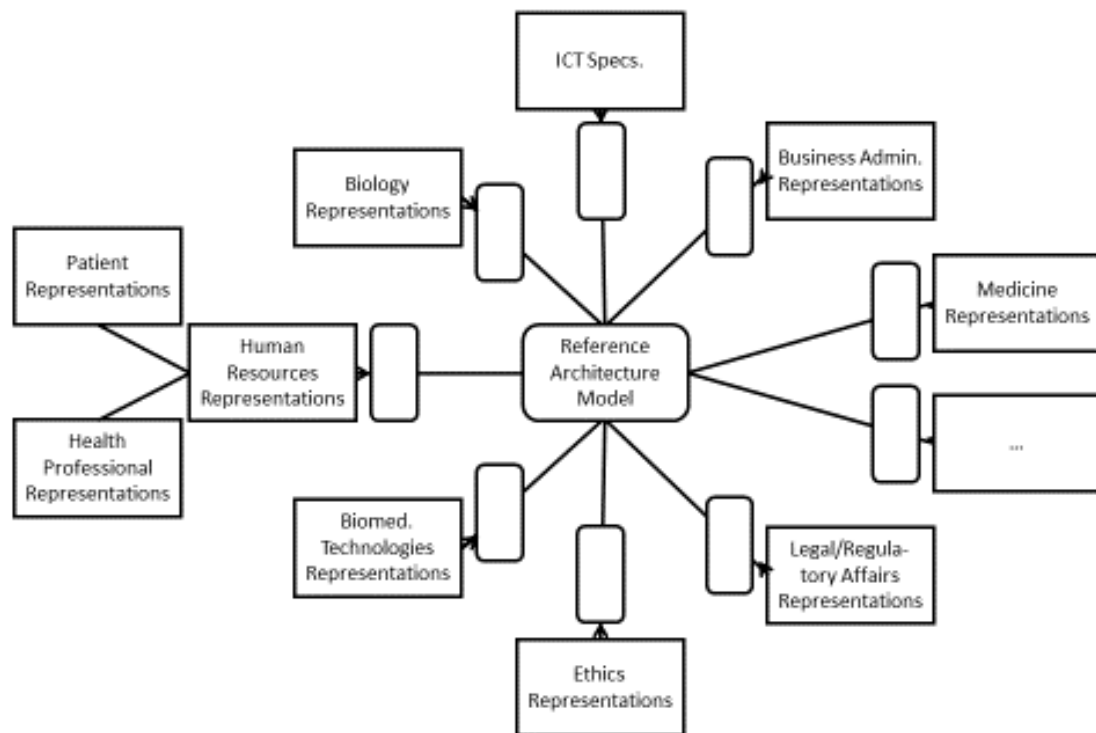 ICT Specs.
Business Admin.
Representations
Biology
Representations
Patient
Representations
Medicine
Representations
Human
Resources
Representations
Reference
Architecture
Model
...
Health
Professional
Representations
Biomed.
Technologies
Representations
Legal/Regula-
tory Affairs
Representations
Ethics
Representations